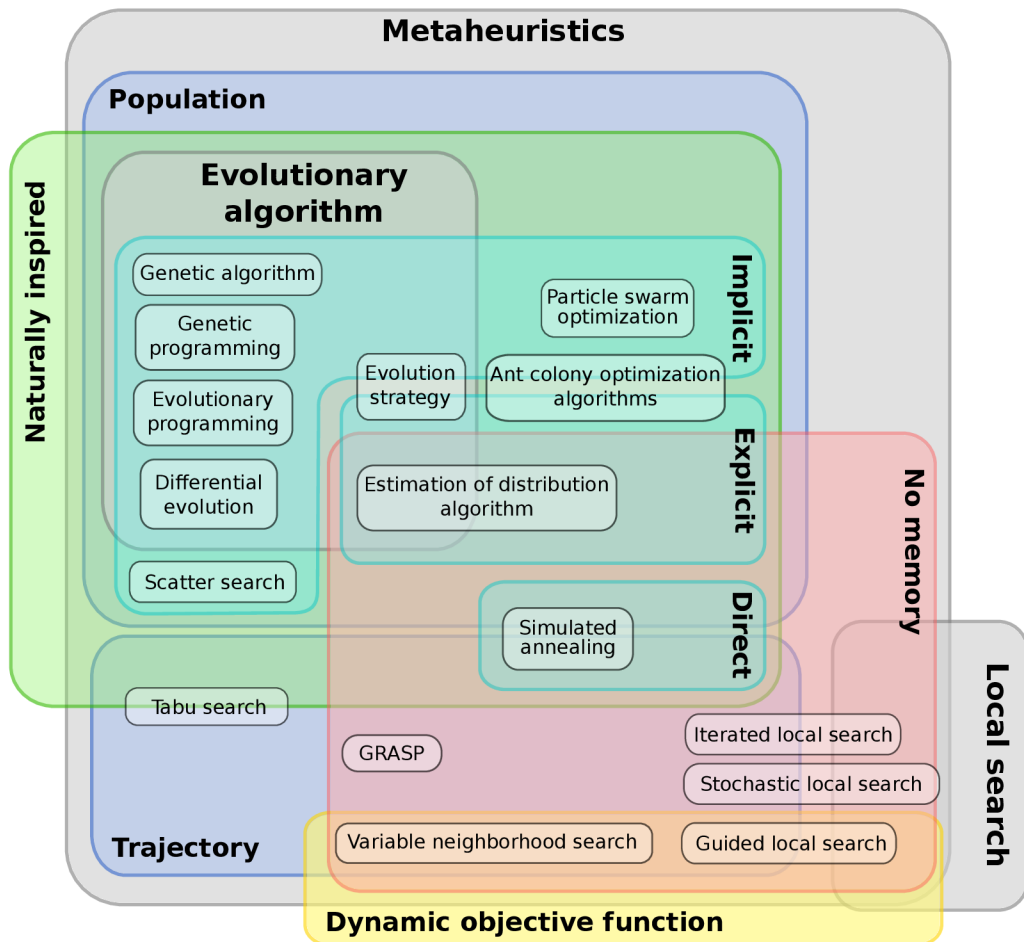 Metaheuristics
Population
Naturally inspired
Evolutionary
algorithm
Implicit
Genetic algorithm
Particle swarm
optimization
Genetic
programming
Evolution
strategy
Ant colony optimization
algorithms
Evolutionary
programming
Explicit
Differential
evolution
Estimation of distribution
algorithm
No memory
Scatter search
Direct
Simulated
annealing
Local search
Tabu search
GRASP
Iterated local search
Stochastic local search
Trajectory
Variable neighborhood search
Guided local search
Dynamic objective function